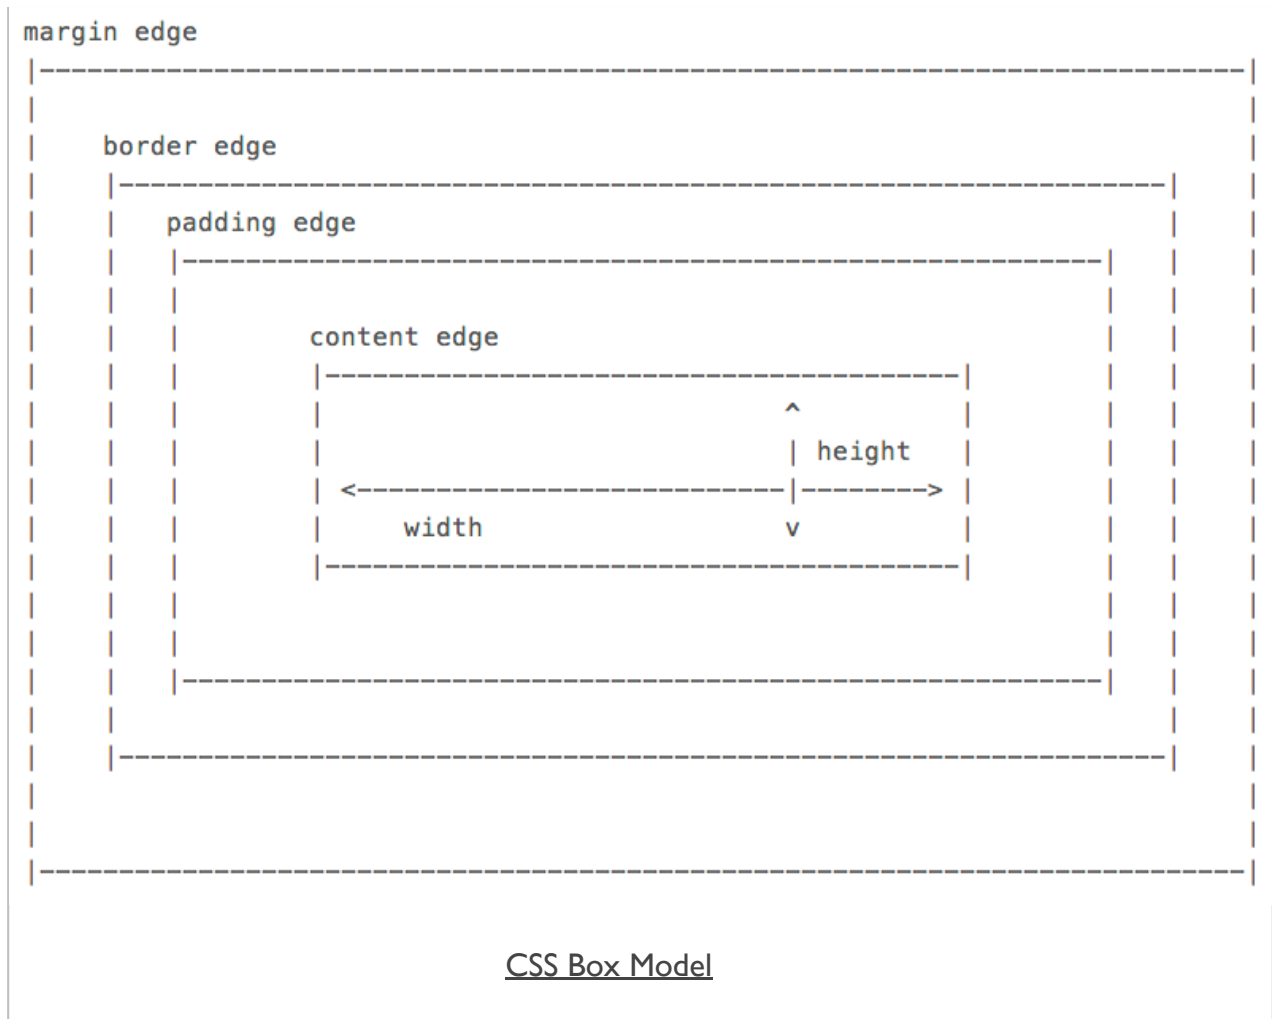 margin edge
border edge
padding edge
content edge
height
width
CSS Box Model